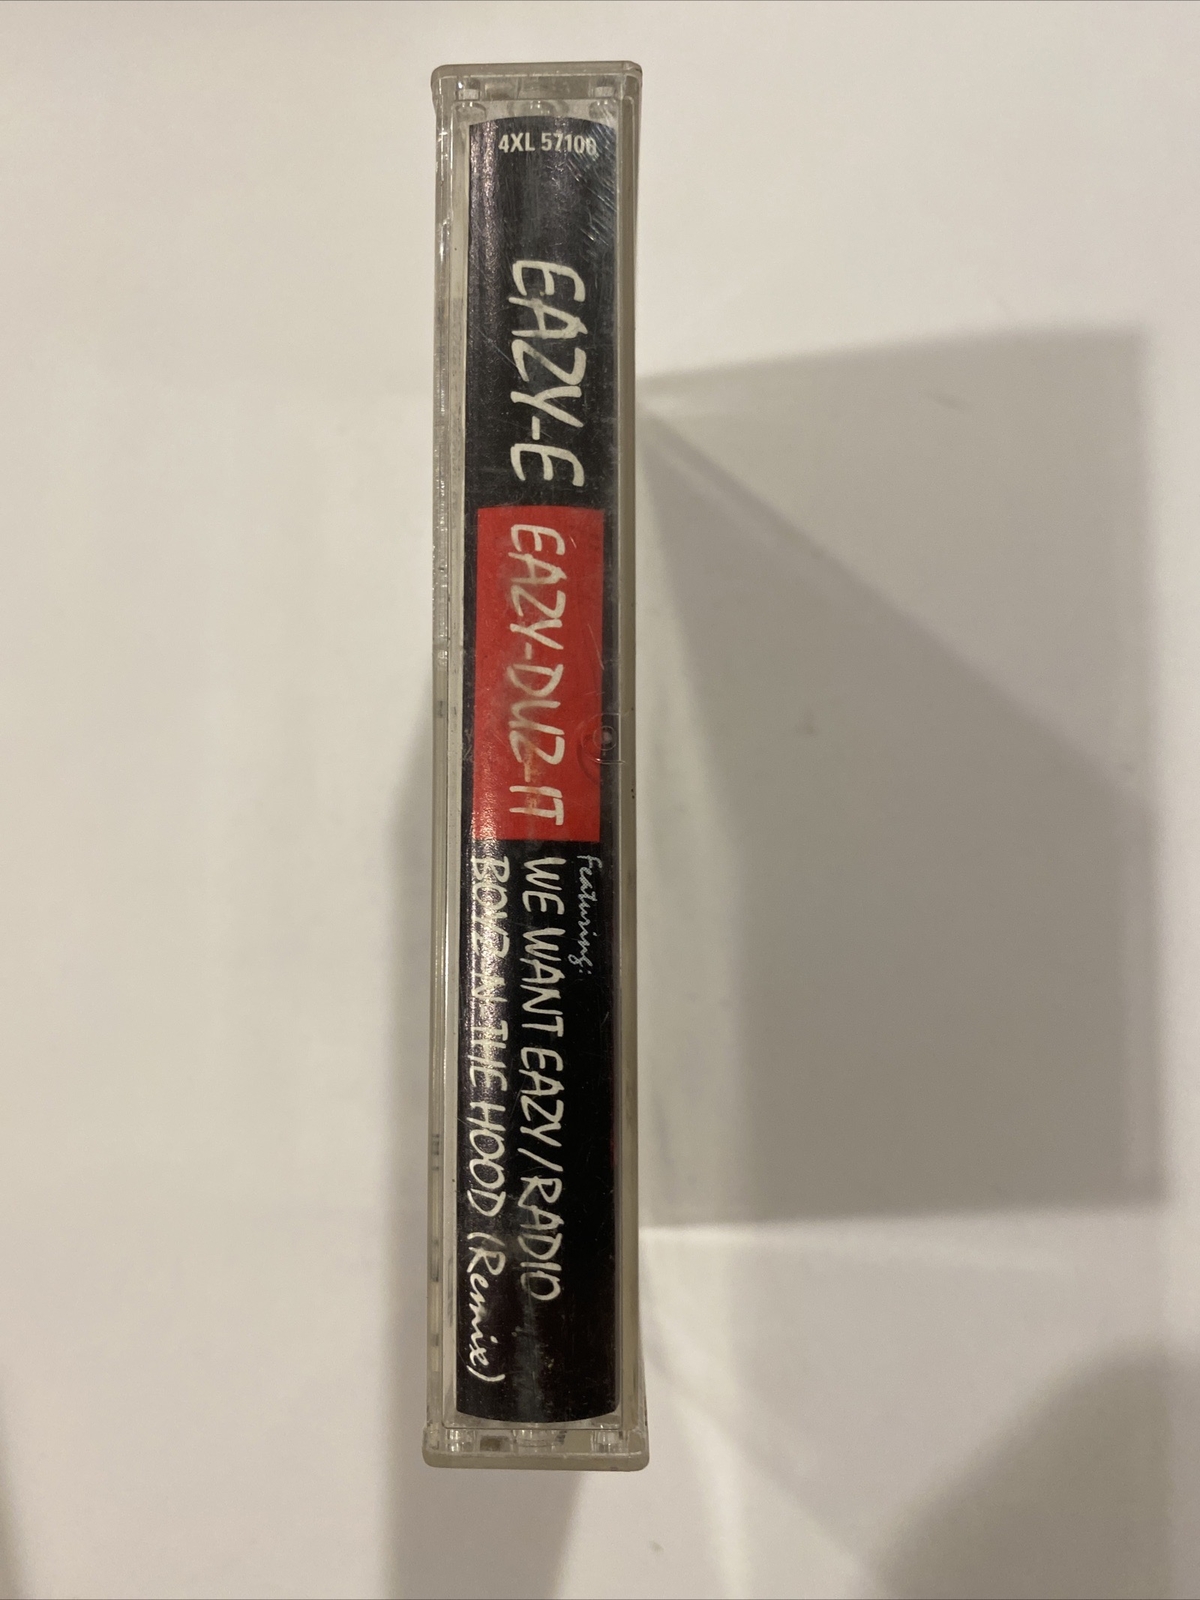 4XL 57100
EAZY-E
EAZY-DUZ-IT
Featuring:
WE WANT EAZY / RADIO
BOYZ-N-THE HOOD (Remix)